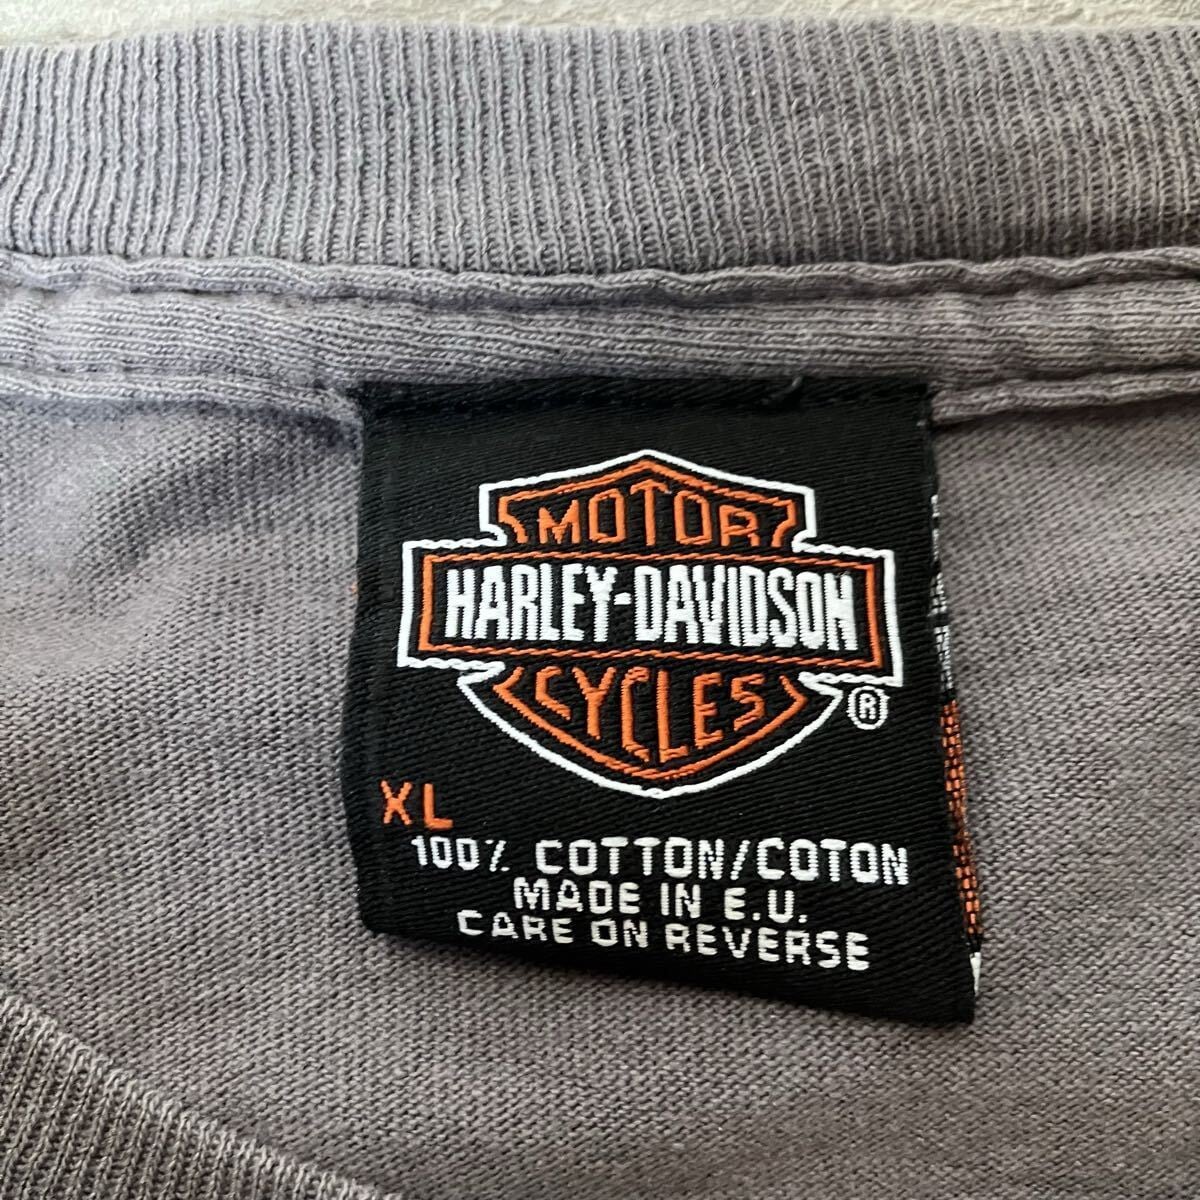 MOTOR
HARLEY-DAVIDSON
CYCLES
®
XL
100% COTTON/COTON
MADE IN E.U.
CARE ON REVERSE